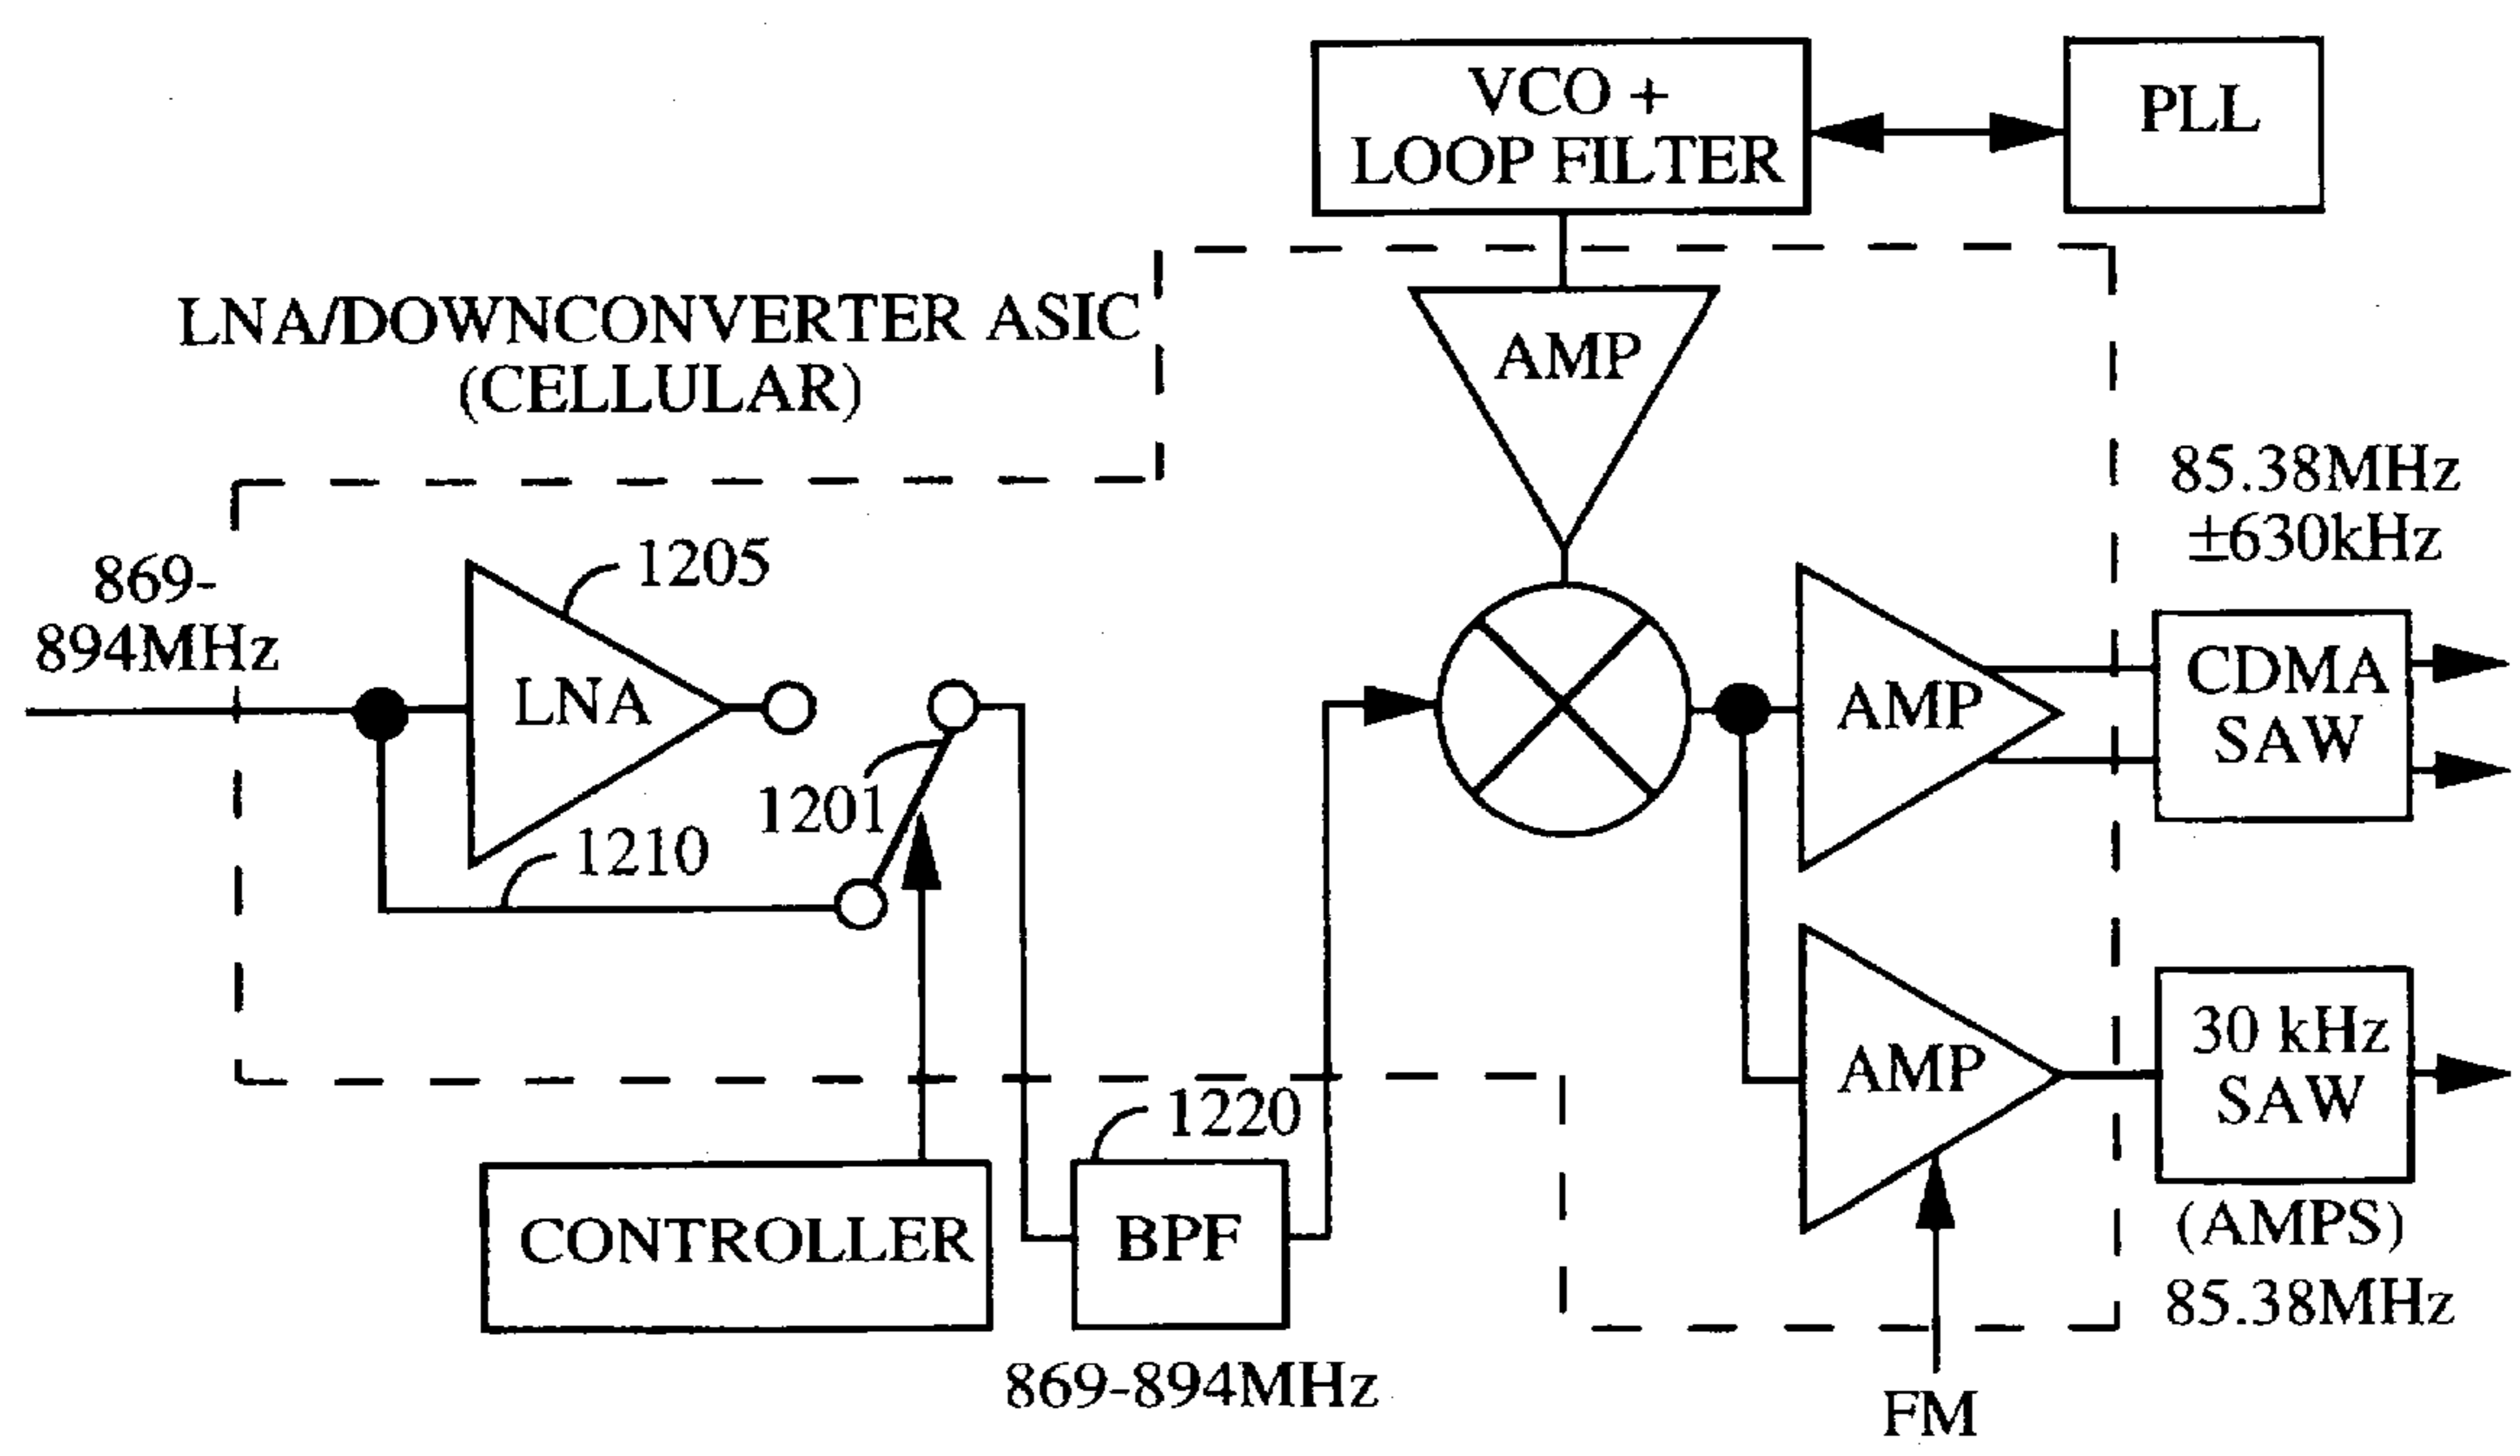 VCO +
LOOP FILTER
PLL
LNA/DOWNCONVERTER ASIC
(CELLULAR)
AMP
85.38MHz
±630kHz
869-
894MHz
1205
LNA
1201
1210
AMP
CDMA
SAW
AMP
30 kHz
SAW
(AMPS)
85.38MHz
1220
CONTROLLER
BPF
869-894MHz
FM